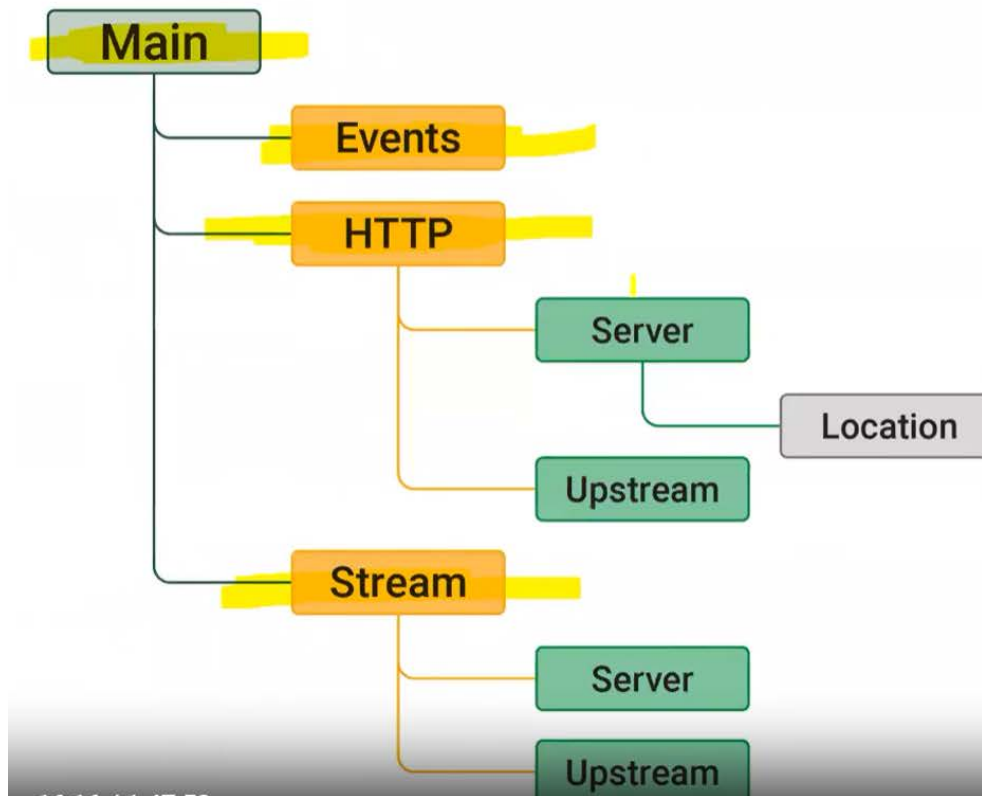 Main
Events
HTTP
Server
Location
Upstream
Stream
Server
Upstream